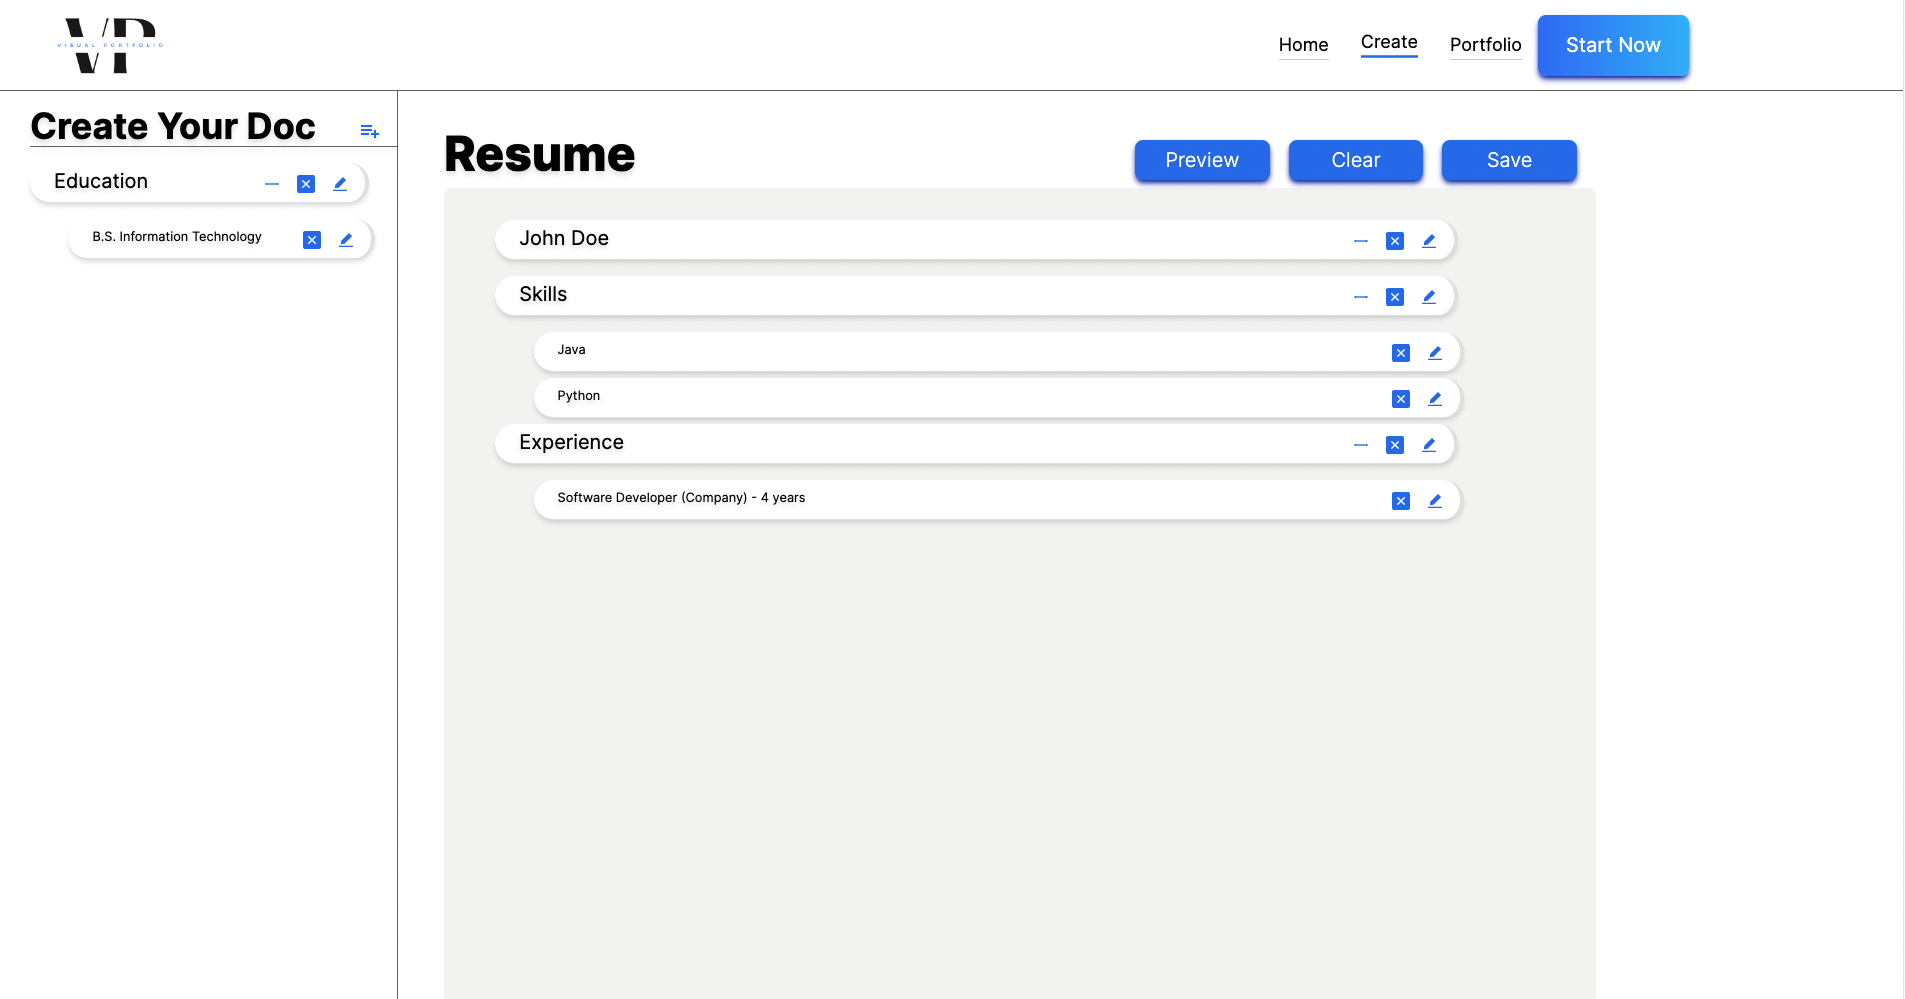 VP
VISUAL PORTFOLIO
Home
Create
Portfolio
Start Now
Create Your Doc
Education
B.S. Information Technology
Resume
Preview
Clear
Save
John Doe
Skills
Java
Python
Experience
Software Developer (Company) - 4 years